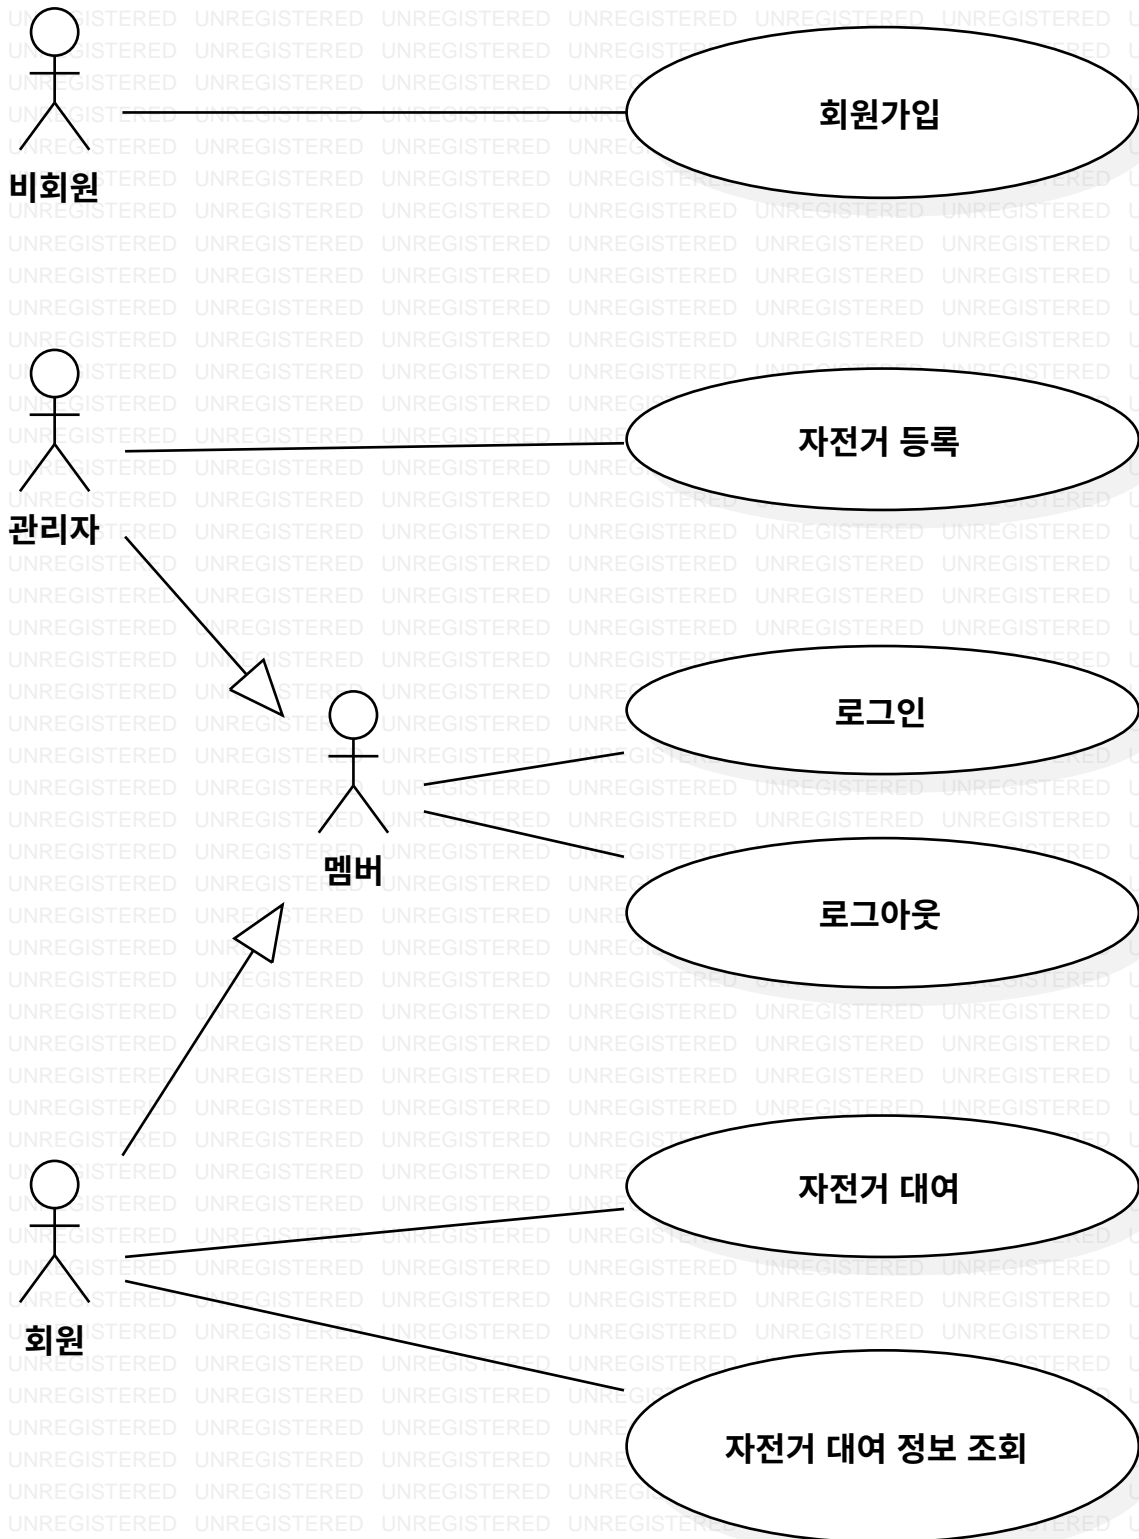 비회원
회원가입
관리자
자전거 등록
멤버
로그인
로그아웃
회원
자전거 대여
자전거 대여 정보 조회
UNREGISTERED